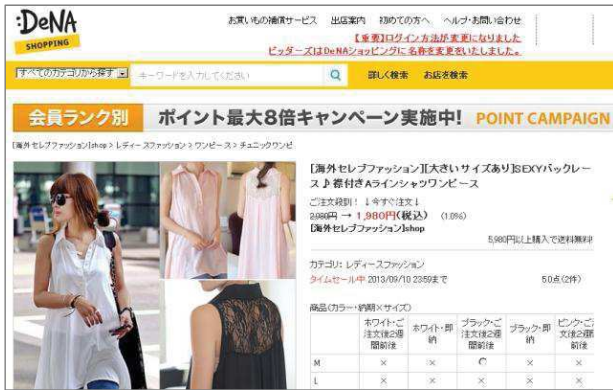 :DeNA
SHOPPING
お買いもの補償サービス 出店案内 初めての方へ ヘルプ・お問い合わせ
【重要】ログイン方法が変更になりました
ビッダーズはDeNAショッピングに名称を変更をいたしました。
すべてのカテゴリから探す
キーワードを入力してください
詳しく検索 お店を検索
会員ランク別 ポイント最大8倍キャンペーン実施中! POINT CAMPAIGN
[海外セレブファッション]shop > レディースファッション > ワンピース > チュニックワンピ
[海外セレブファッション][大きいサイズあり]SEXYバックレー
ス♪襟付きAラインシャツワンピース
ご注文殺到! ↓今すぐ注文↓
2,980円 → 1,980円(税込) (1.0%)
[海外セレブファッション]shop
5,980円以上購入で送料無料
カテゴリ: レディースファッション
タイムセール中 2013/09/10 23:59まで 5.0点(2件)
商品(カラー・納期×サイズ)
ホワイト・ご注文後2週間前後 ホワイト・即納 ブラック・ご注文後2週間前後 ブラック・即納 ピンク・ご文後2週間前後
M × × × ×
L × × × × ×